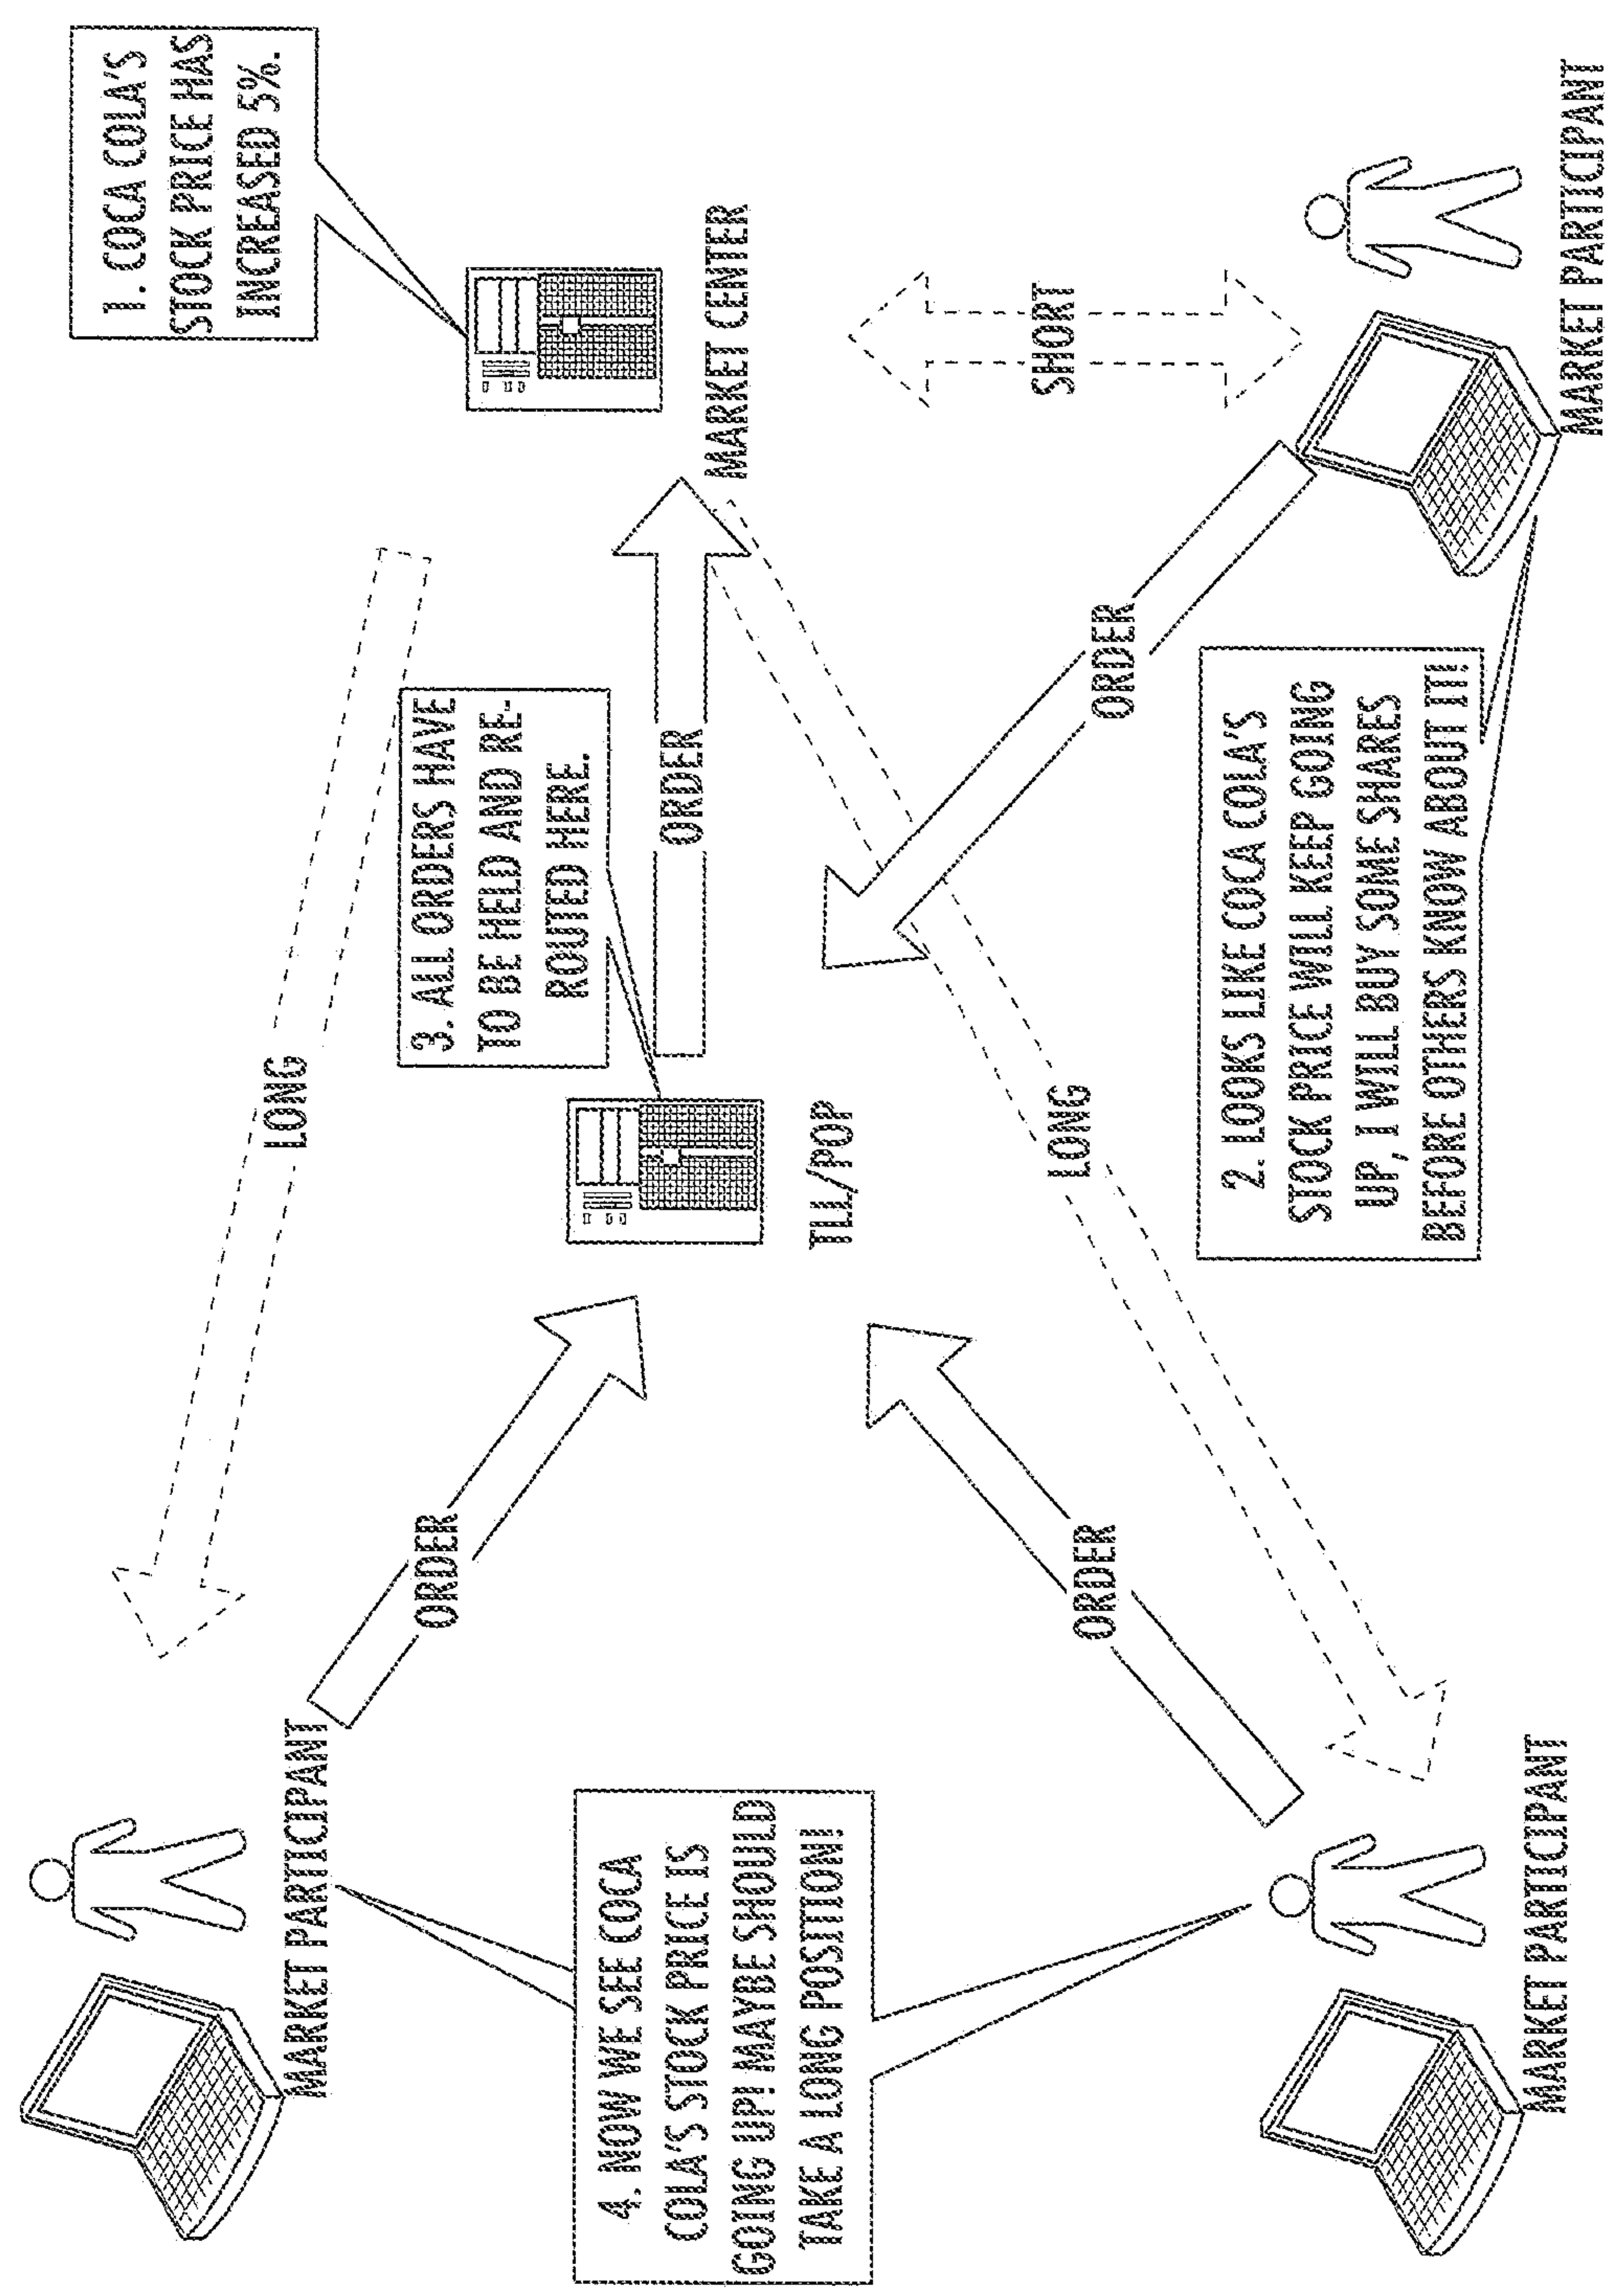 1. COCA COLA'S
STOCK PRICE HAS
INCREASED 5%.
MARKET CENTER
LONG
3. ALL ORDERS HAVE
TO BE HELD AND RE-
ROUTED HERE.
ORDER
SHORT
MARKET PARTICIPANT
ORDER
TLL/POP
LONG
2. LOOKS LIKE COCA COLA'S
STOCK PRICE WILL KEEP GOING
UP, I WILL BUY SOME SHARES
BEFORE OTHERS KNOW ABOUT IT!!
MARKET PARTICIPANT
ORDER
4. NOW WE SEE COCA
COLA'S STOCK PRICE IS
GOING UP! MAYBE SHOULD
TAKE A LONG POSITION!
ORDER
MARKET PARTICIPANT